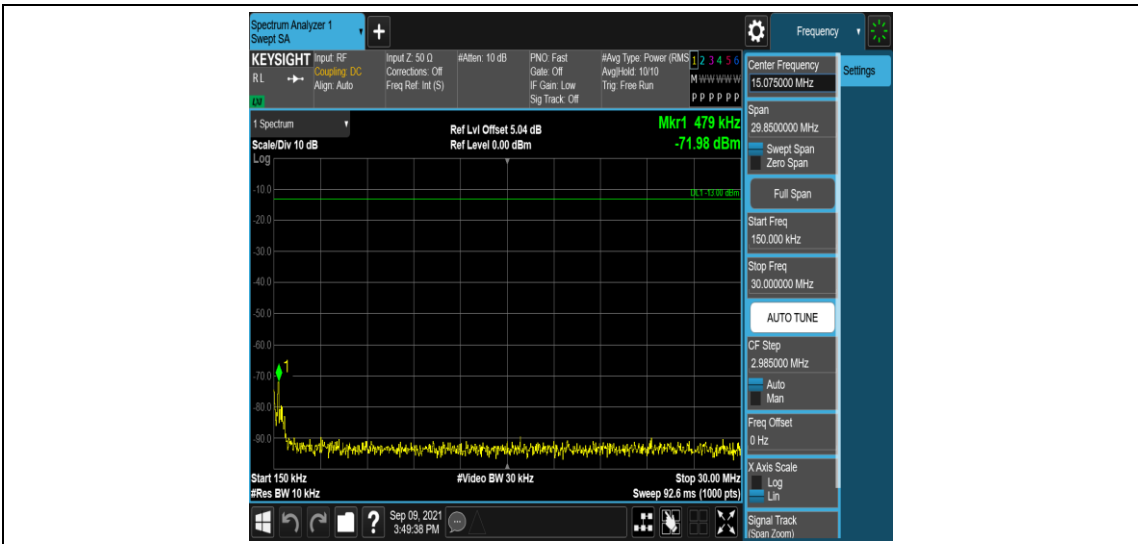 Spectrum Analyzer 1
Swept SA
+
Frequency
KEYSIGHT
RL
LXI
Input: RF
Coupling: DC
Align: Auto
Input Z: 50 Ω
Corrections: Off
Freq Ref: Int (S)
#Atten: 10 dB
PNO: Fast
Gate: Off
IF Gain: Low
Sig Track: Off
#Avg Type: Power (RMS
Avg|Hold: 10/10
Trig: Free Run
1 2 3 4 5 6
M W W W W W
P P P P P P
1 Spectrum
Scale/Div 10 dB
Log
Ref Lvl Offset 5.04 dB
Ref Level 0.00 dBm
Mkr1 479 kHz
-71.98 dBm
DL1 -13.00 dBm
-10.0
-20.0
-30.0
-40.0
-50.0
-60.0
-70.0
-80.0
-90.0
1
Start 150 kHz
#Res BW 10 kHz
#Video BW 30 kHz
Stop 30.00 MHz
Sweep 92.6 ms (1000 pts)
?
Sep 09, 2021
3:49:38 PM
Center Frequency
15.075000 MHz
Settings
Span
29.8500000 MHz
Swept Span
Zero Span
Full Span
Start Freq
150.000 kHz
Stop Freq
30.000000 MHz
AUTO TUNE
CF Step
2.985000 MHz
Auto
Man
Freq Offset
0 Hz
X Axis Scale
Log
Lin
Signal Track
(Span Zoom)